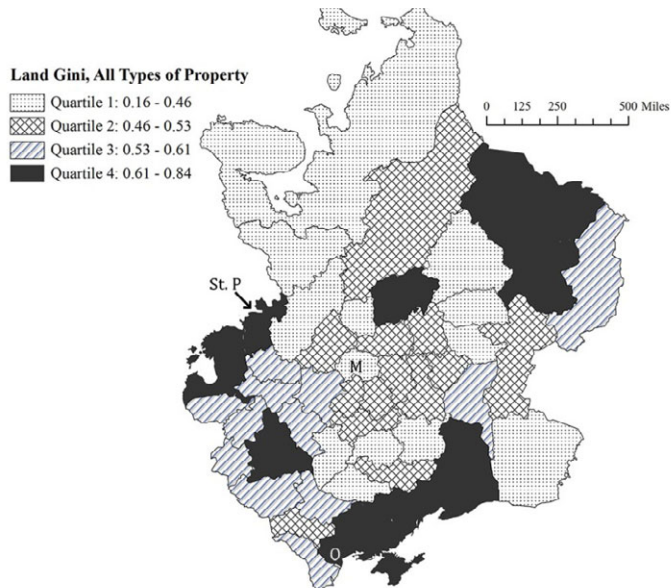 Land Gini, All Types of Property
Quartile 1: 0.16 - 0.46
Quartile 2: 0.46 - 0.53
Quartile 3: 0.53 - 0.61
Quartile 4: 0.61 - 0.84
0 125 250 500 Miles
St. P
M
O